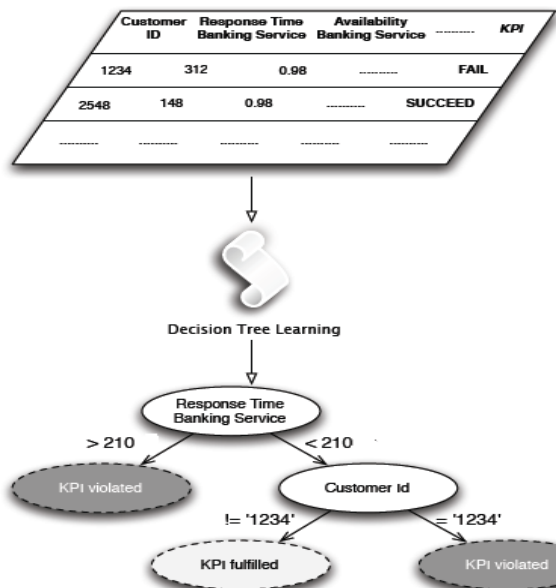 Customer ID Response Time Banking Service Availability Banking Service ---------- KPI
1234 312 0.98 ---------- FAIL
2548 148 0.98 ---------- SUCCEED
---------- ---------- ---------- ---------- ----------
Decision Tree Learning
Response Time
Banking Service
> 210 < 210
KPI violated Customer Id
!= '1234' = '1234'
KPI fulfilled KPI violated